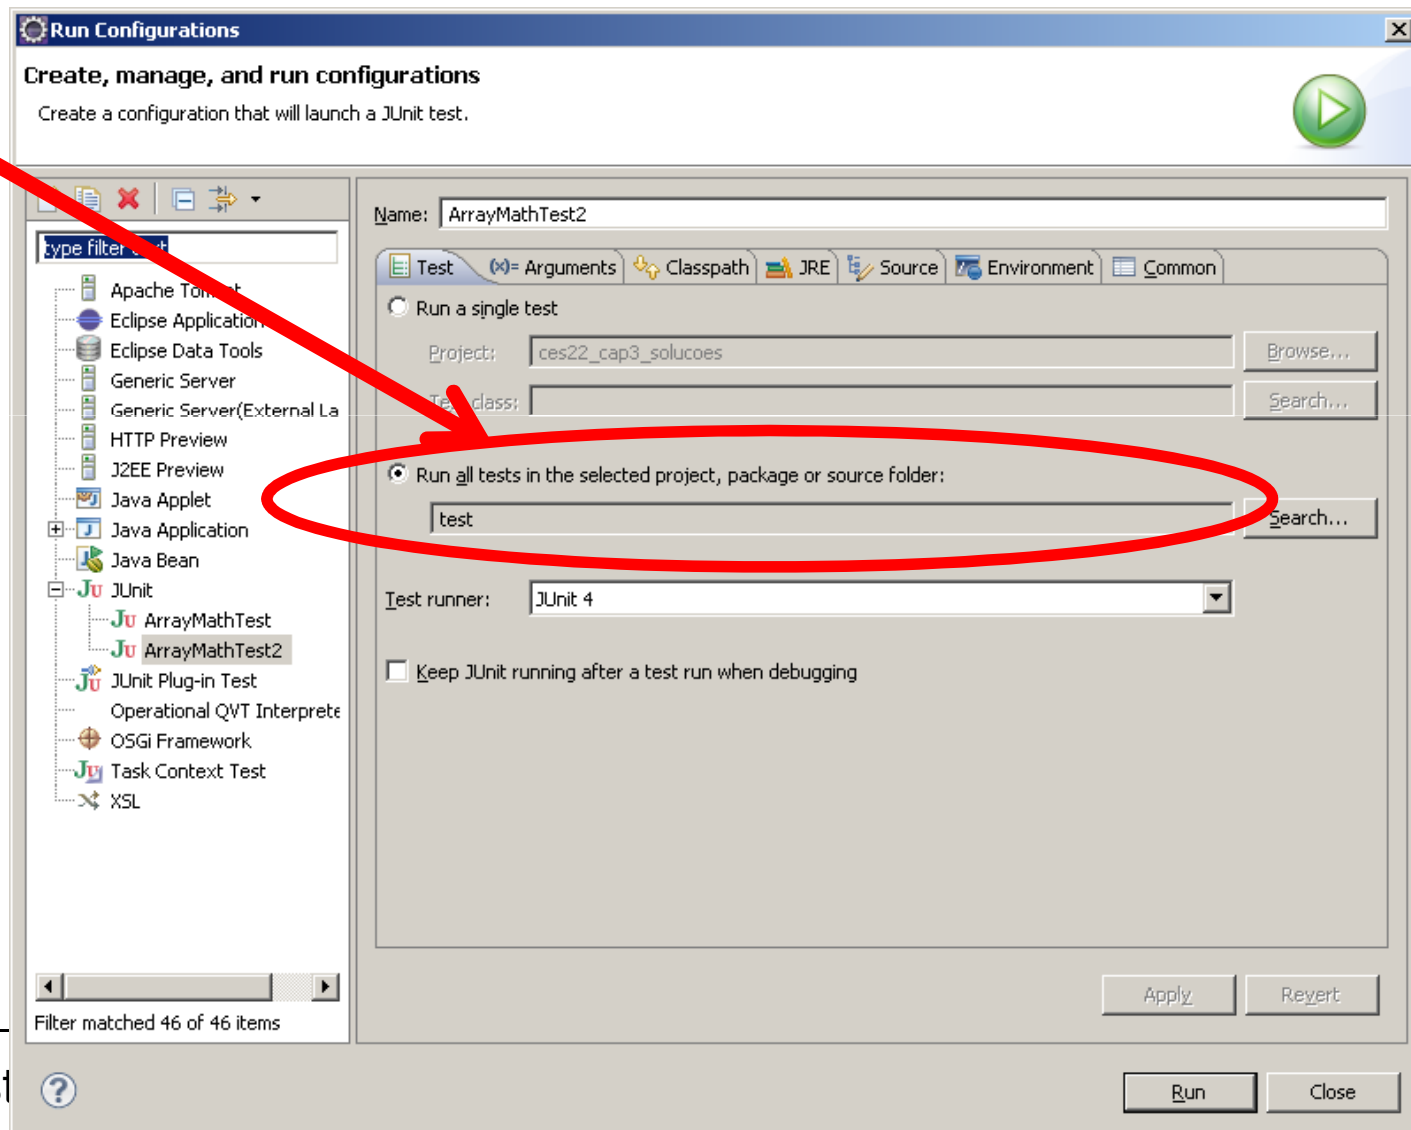 Run Configurations
Create, manage, and run configurations
Create a configuration that will launch a JUnit test.
Name: ArrayMathTest2
type filter
Test (x)= Arguments Classpath JRE Source Environment Common
Apache
Eclipse Application
Eclipse Data Tools
Generic Server
Generic Server(External La
HTTP Preview
J2EE Preview
Java Applet
Java Application
Java Bean
JUnit
ArrayMathTest
ArrayMathTest2
JUnit Plug-in Test
Operational QVT Interprete
OSGi Framework
Task Context Test
XSL
Filter matched 46 of 46 items
Run a single test
Project: ces22_cap3_solucoes Browse...
class: Search...
Run all tests in the selected project, package or source folder:
test Search...
Test runner: JUnit 4
Keep JUnit running after a test run when debugging
Apply Revert
Run Close